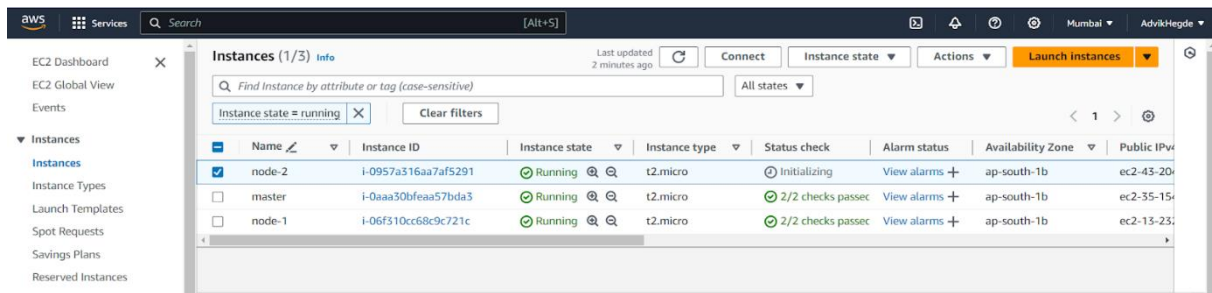 aws Services Search [Alt+S] Mumbai AdvikHegde
EC2 Dashboard
EC2 Global View
Events
Instances
Instances
Instance Types
Launch Templates
Spot Requests
Savings Plans
Reserved Instances
Instances (1/3) Info Last updated 2 minutes ago Connect Instance state Actions Launch instances
Find Instance by attribute or tag (case-sensitive) All states
Instance state = running Clear filters
1
Name Instance ID Instance state Instance type Status check Alarm status Availability Zone Public IPv4
node-2 i-0957a316aa7af5291 Running t2.micro Initializing View alarms + ap-south-1b ec2-43-204
master i-0aaa30bfeaa57bda3 Running t2.micro 2/2 checks passec View alarms + ap-south-1b ec2-35-154
node-1 i-06f310cc68c9c721c Running t2.micro 2/2 checks passec View alarms + ap-south-1b ec2-13-232